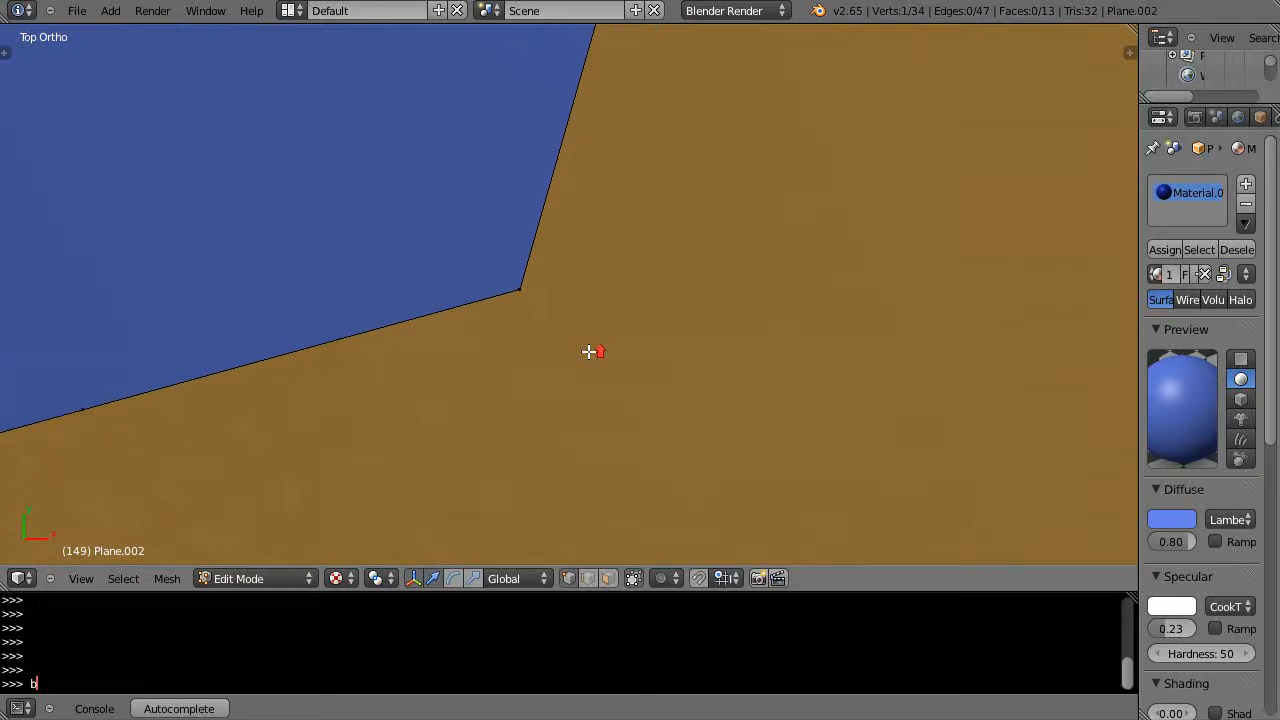 File Add Render Window Help Default Scene Blender Render v2.65 | Verts:1/34 | Edges:0/47 | Faces:0/13 | Tris:32 | Plane.002
Top Ortho
View Search
P M
Material.0
Assign Select Desele
1 F
Surfa Wire Volu Halo
Preview
Diffuse
Lambe
0.80 Ramp
Specular
CookT
0.23 Ramp
Hardness: 50
Shading
0.00 Shad
y
x
(149) Plane.002
View Select Mesh Edit Mode Global
>>>
>>>
>>>
>>>
>>>
>>>
>>> b
Console Autocomplete